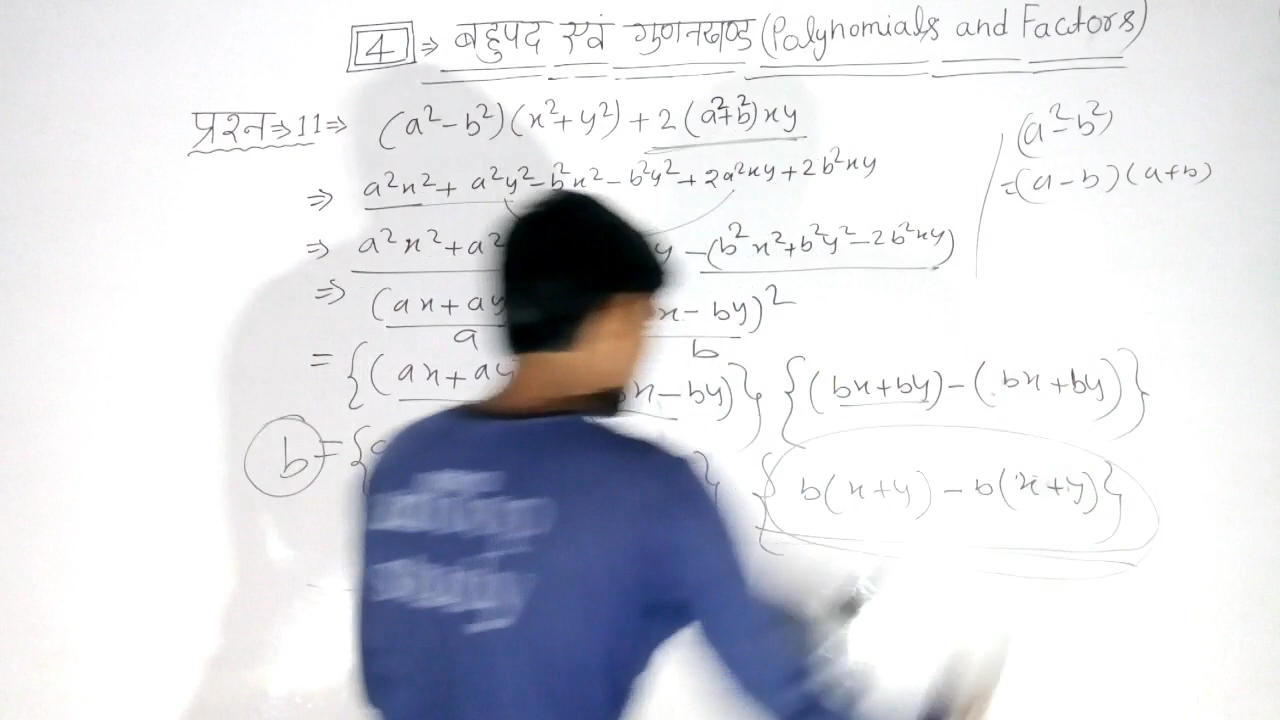 4 ⇒ बहुपद एवं गुणनखण्ड (Polynomials and Factors)
प्रश्न⇒11⇒ (a²-b²)(x²+y²)+2(a²+b²)xy
⇒ a²x²+a²y²-b²x²-b²y²+2a²xy+2b²xy
⇒ a²x²+a² y-(b²x²+b²y²-2b²xy)
⇒ (ax+ay x-by)²
a b
={(ax+ay x-by)} {(bx+by)-(bx+by)}
b={ } {b(x+y)-b(x+y)}
(a²-b²)
=(a-b)(a+b)